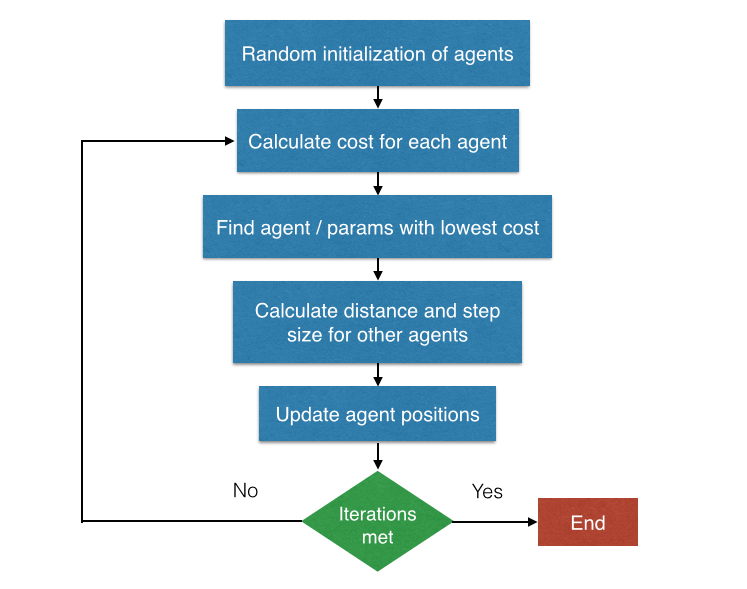 Random initialization of agents
Calculate cost for each agent
Find agent / params with lowest cost
Calculate distance and step
size for other agents
Update agent positions
No
Yes
Iterations
met
End